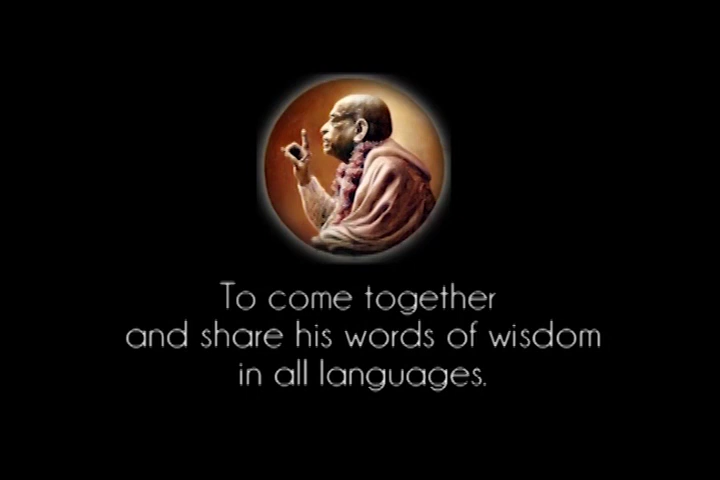 To come together
and share his words of wisdom
in all languages.